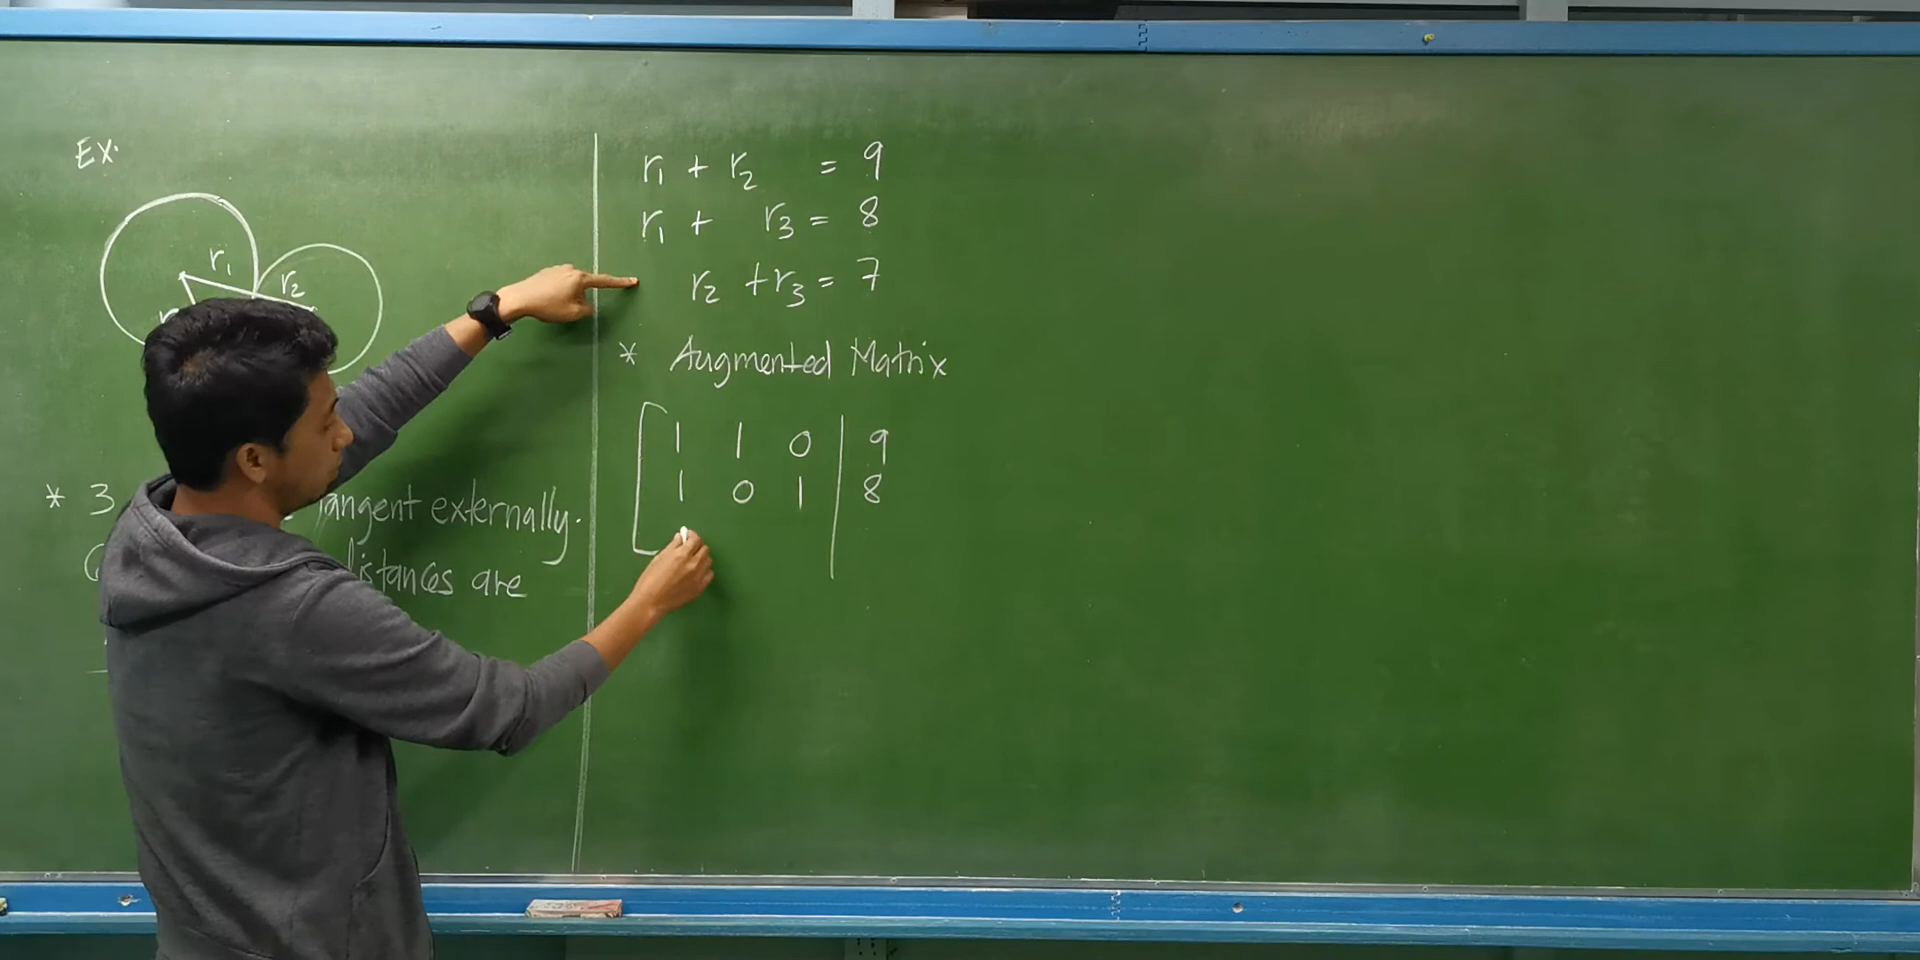 Ex.
r1
r2
* 3 tangent externally.
distances are
r1 + r2 = 9
r1 + r3 = 8
r2 + r3 = 7
* Augmented Matrix
1 1 0 | 9
1 0 1 | 8